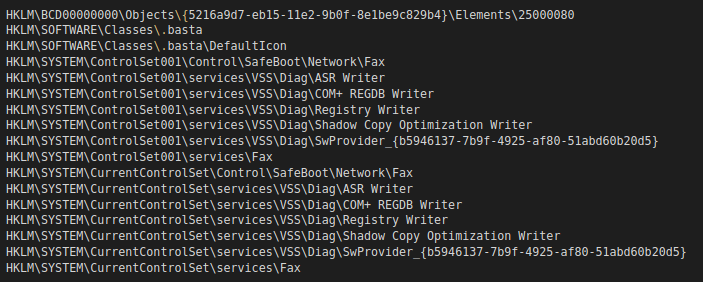 HKLM\BCD00000000\Objects\{5216a9d7-eb15-11e2-9b0f-8e1be9c829b4}\Elements\25000080
HKLM\SOFTWARE\Classes\.basta
HKLM\SOFTWARE\Classes\.basta\DefaultIcon
HKLM\SYSTEM\ControlSet001\Control\SafeBoot\Network\Fax
HKLM\SYSTEM\ControlSet001\services\VSS\Diag\ASR Writer
HKLM\SYSTEM\ControlSet001\services\VSS\Diag\COM+ REGDB Writer
HKLM\SYSTEM\ControlSet001\services\VSS\Diag\Registry Writer
HKLM\SYSTEM\ControlSet001\services\VSS\Diag\Shadow Copy Optimization Writer
HKLM\SYSTEM\ControlSet001\services\VSS\Diag\SwProvider_{b5946137-7b9f-4925-af80-51abd60b20d5}
HKLM\SYSTEM\ControlSet001\services\Fax
HKLM\SYSTEM\CurrentControlSet\Control\SafeBoot\Network\Fax
HKLM\SYSTEM\CurrentControlSet\services\VSS\Diag\ASR Writer
HKLM\SYSTEM\CurrentControlSet\services\VSS\Diag\COM+ REGDB Writer
HKLM\SYSTEM\CurrentControlSet\services\VSS\Diag\Registry Writer
HKLM\SYSTEM\CurrentControlSet\services\VSS\Diag\Shadow Copy Optimization Writer
HKLM\SYSTEM\CurrentControlSet\services\VSS\Diag\SwProvider_{b5946137-7b9f-4925-af80-51abd60b20d5}
HKLM\SYSTEM\CurrentControlSet\services\Fax